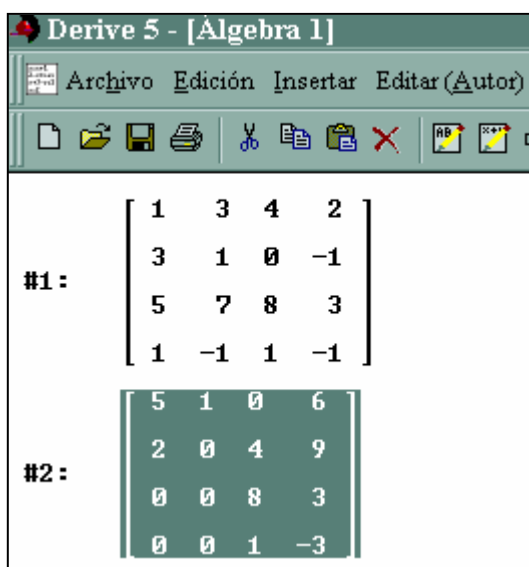 Derive 5 - [Álgebra 1]
Archivo Edición Insertar Editar (Autor)
#1:
1 3 4 2
3 1 0 -1
5 7 8 3
1 -1 1 -1
#2:
5 1 0 6
2 0 4 9
0 0 8 3
0 0 1 -3